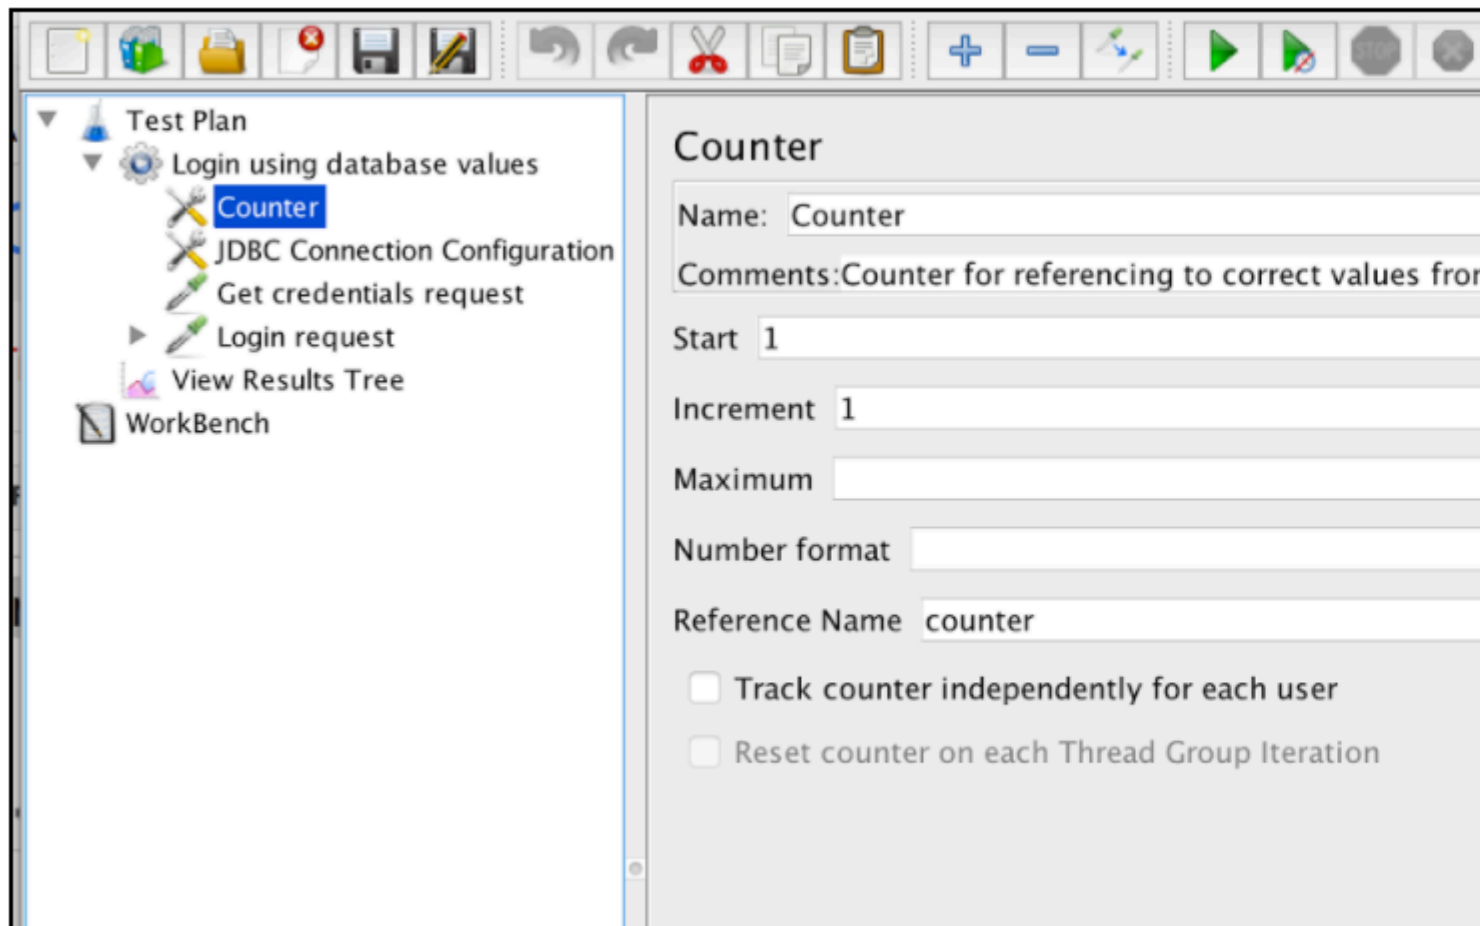 STOP
Test Plan
Login using database values
Counter
JDBC Connection Configuration
Get credentials request
Login request
View Results Tree
WorkBench
Counter
Name: Counter
Comments:Counter for referencing to correct values from
Start 1
Increment 1
Maximum
Number format
Reference Name counter
Track counter independently for each user
Reset counter on each Thread Group Iteration